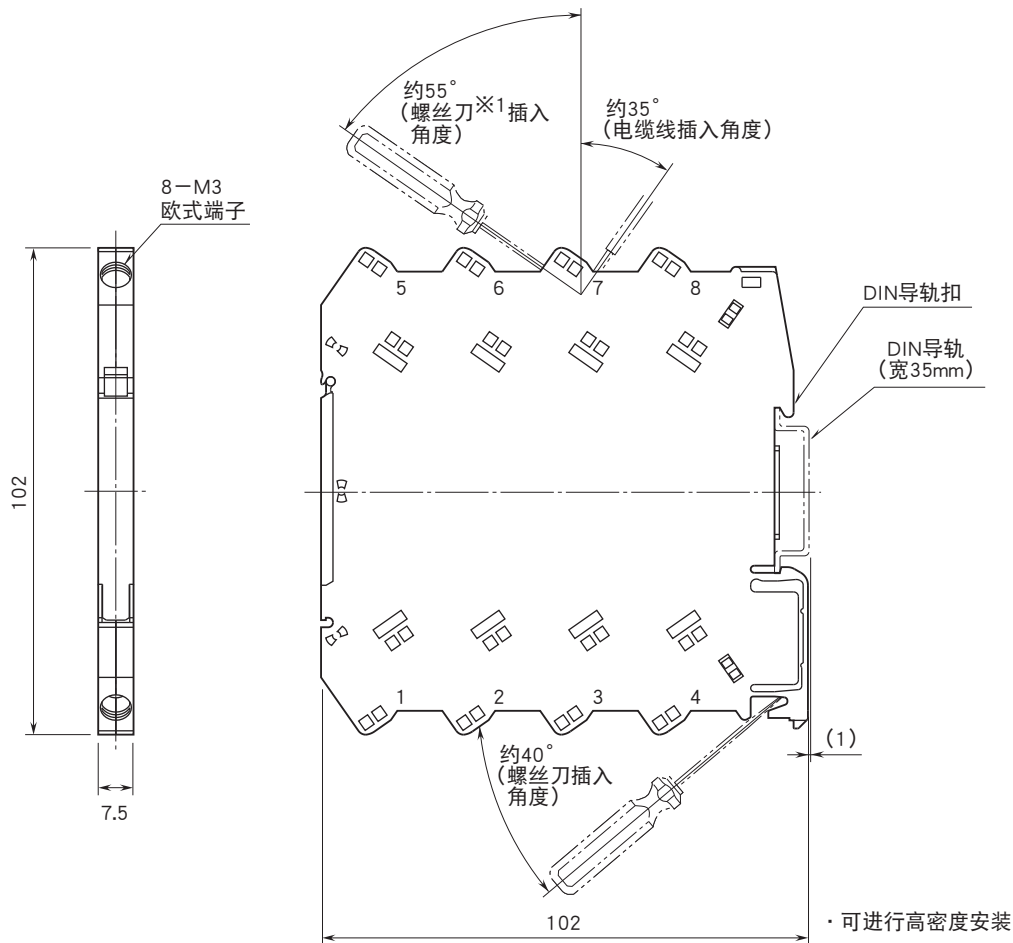 约55°
(螺丝刀※1插入
角度)
约35°
(电缆线插入角度)
8-M3
欧式端子
5
6
7
8
DIN导轨扣
DIN导轨
(宽35mm)
102
1
2
3
4
(1)
约40°
(螺丝刀插入
角度)
7.5
102
·可进行高密度安装